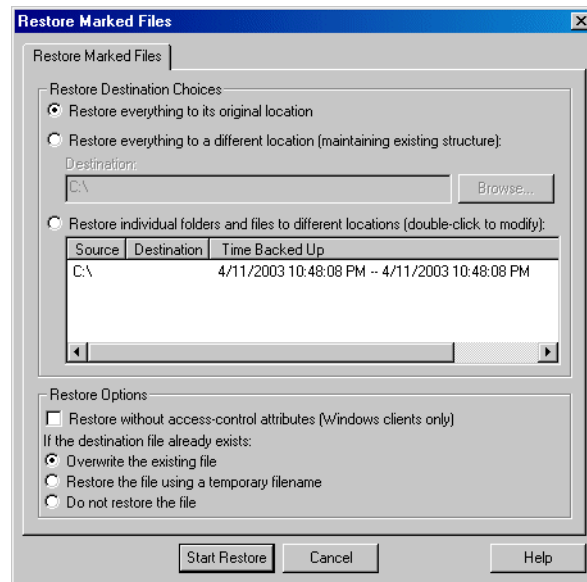 Restore Marked Files
Restore Marked Files
Restore Destination Choices
Restore everything to its original location
Restore everything to a different location (maintaining existing structure):
Destination:
C:\
Browse...
Restore individual folders and files to different locations (double-click to modify):
Source Destination Time Backed Up
C:\ 4/11/2003 10:48:08 PM -- 4/11/2003 10:48:08 PM
Restore Options
Restore without access-control attributes (Windows clients only)
If the destination file already exists:
Overwrite the existing file
Restore the file using a temporary filename
Do not restore the file
Start Restore Cancel Help